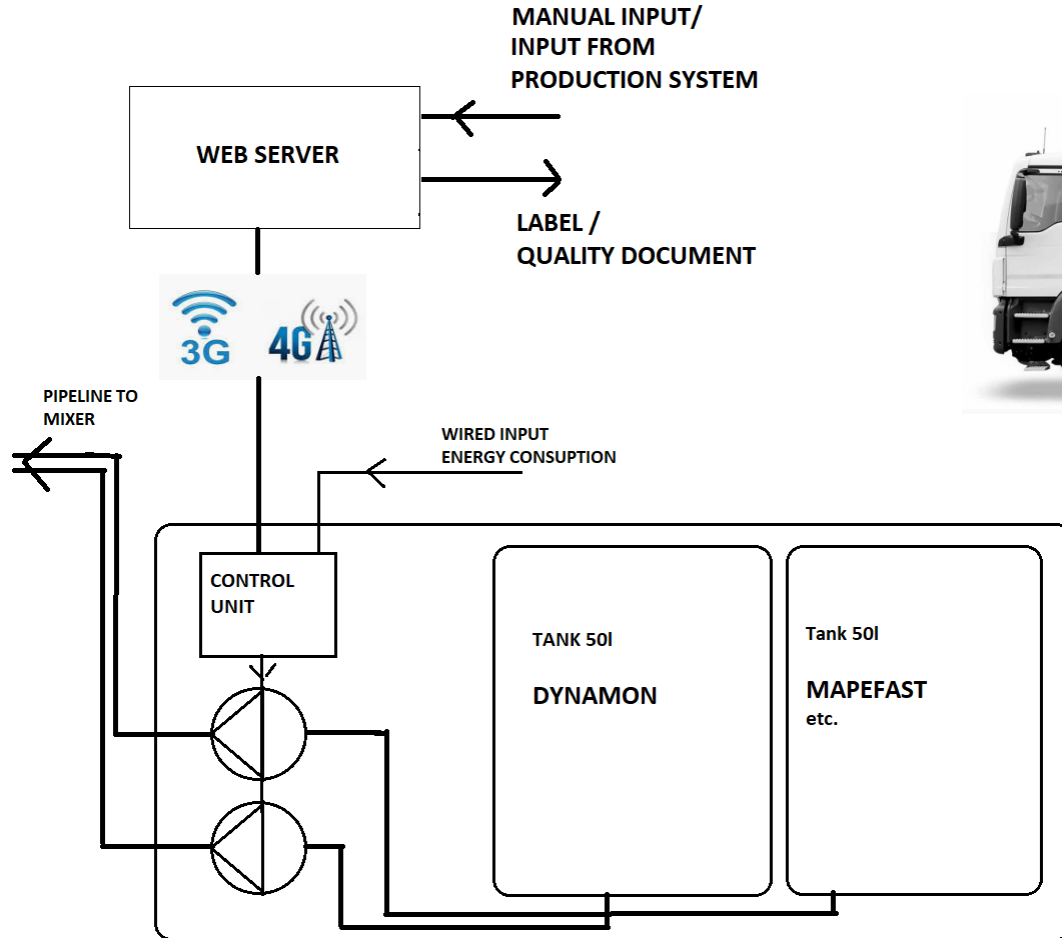 MANUAL INPUT/
INPUT FROM
PRODUCTION SYSTEM
WEB SERVER
LABEL /
QUALITY DOCUMENT
3G
4G
PIPELINE TO
MIXER
WIRED INPUT
ENERGY CONSUPTION
CONTROL
UNIT
TANK 50l
DYNAMON
Tank 50l
MAPEFAST
etc.